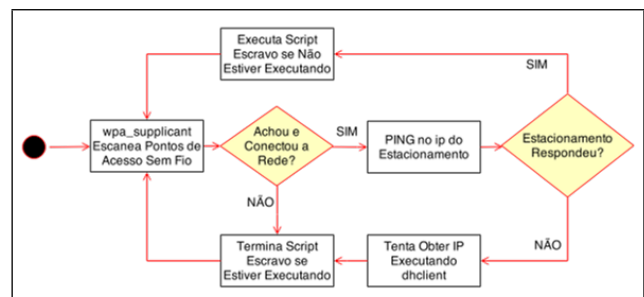 Executa Script
Escravo se Não
Estiver Executando
SIM
wpa_supplicant
Escanea Pontos de
Acesso Sem Fio
Achou e
Conectou a
Rede?
SIM
PING no ip do
Estacionamento
Estacionamento
Respondeu?
NÃO
NÃO
Termina Script
Escravo se
Estiver Executando
Tenta Obter IP
Executando
dhclient